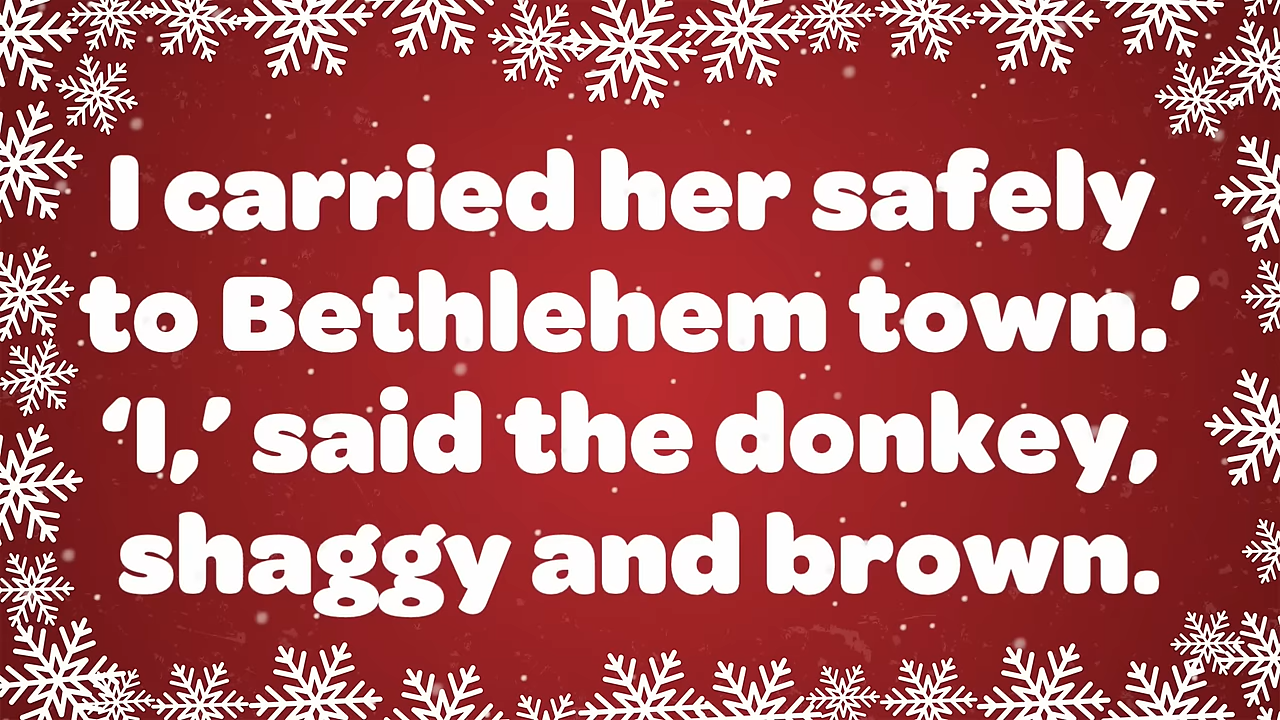 I carried her safely
to Bethlehem town.’
‘I,’ said the donkey,
shaggy and brown.